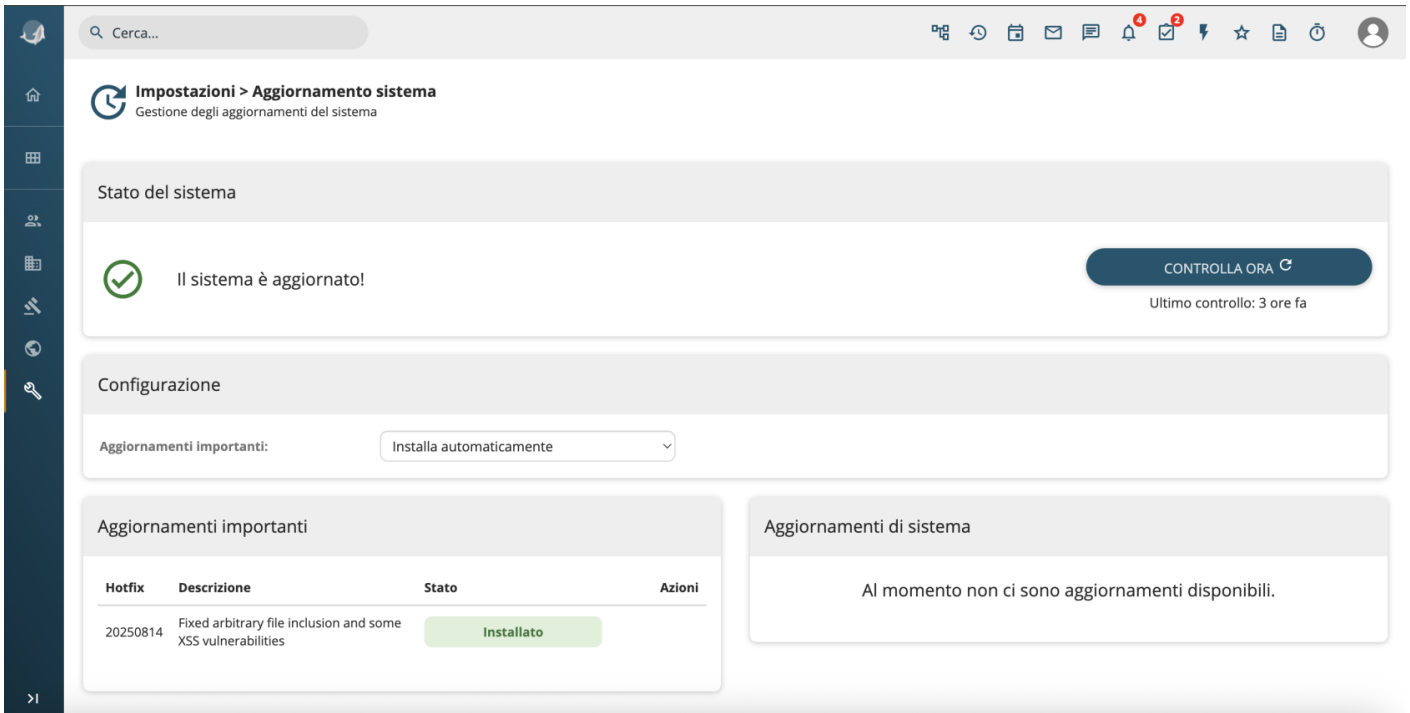 Cerca...
4
2
Impostazioni > Aggiornamento sistema
Gestione degli aggiornamenti del sistema
Stato del sistema
Il sistema è aggiornato!
CONTROLLA ORA
Ultimo controllo: 3 ore fa
Configurazione
Aggiornamenti importanti:
Installa automaticamente
Aggiornamenti importanti
Hotfix Descrizione Stato Azioni
20250814 Fixed arbitrary file inclusion and some
XSS vulnerabilities
Installato
Aggiornamenti di sistema
Al momento non ci sono aggiornamenti disponibili.